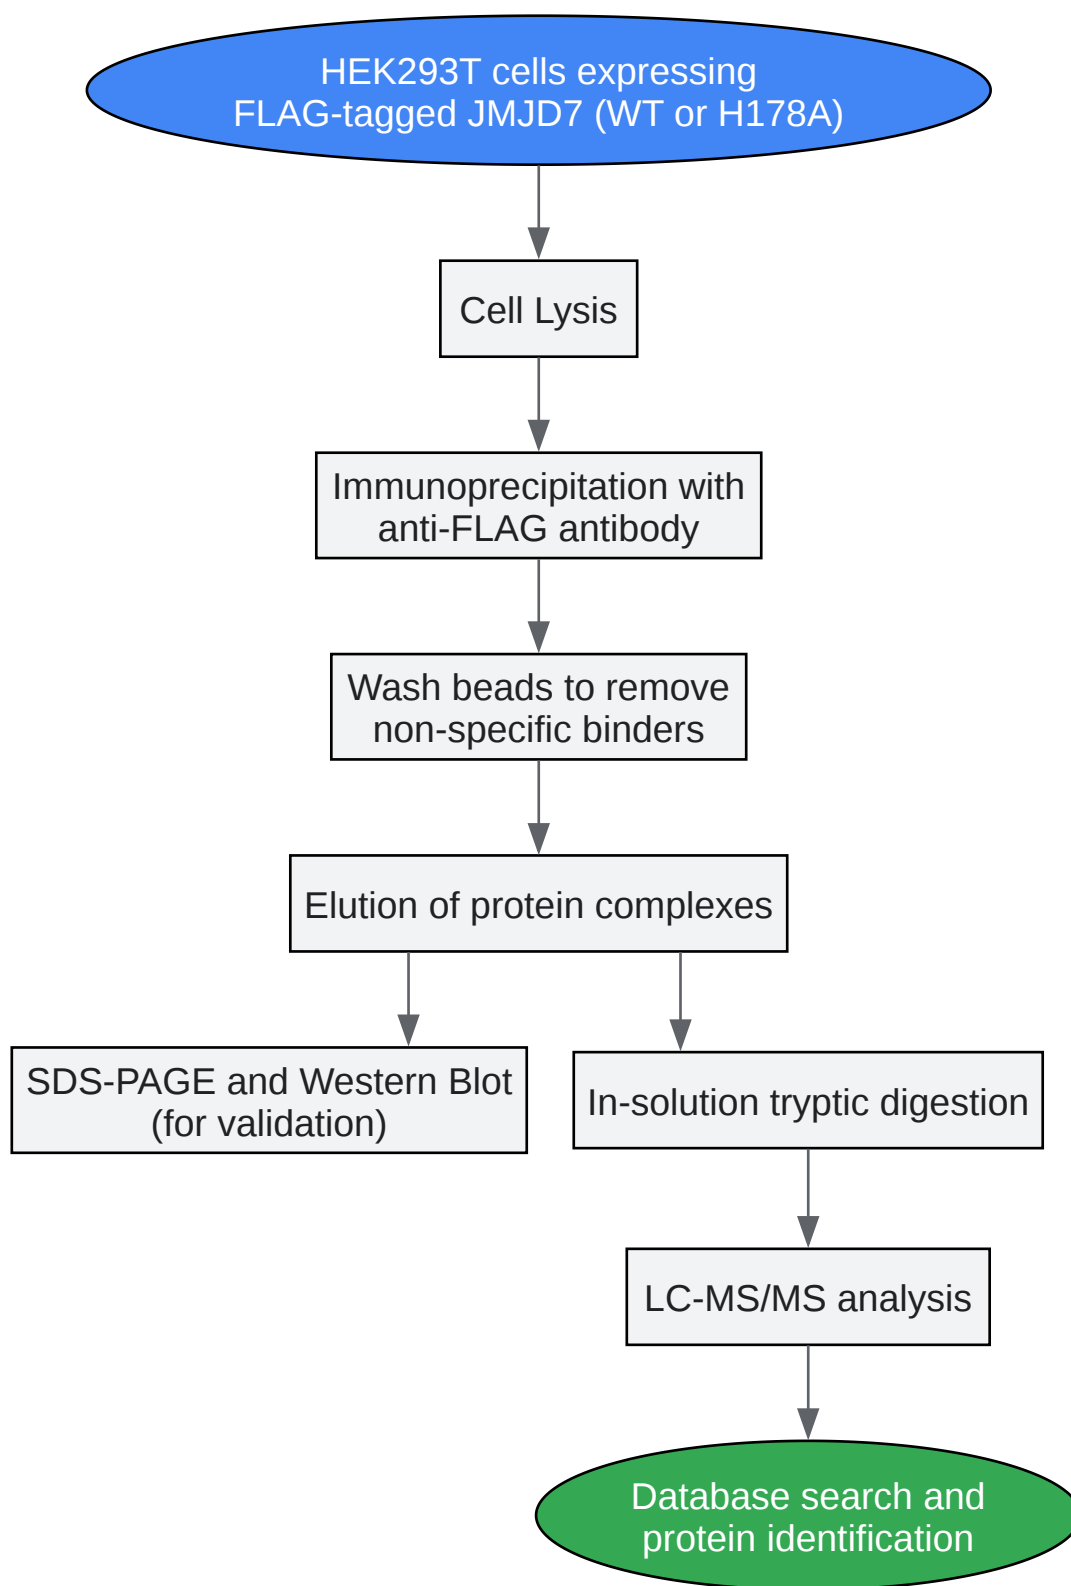 HEK293T cells expressing
FLAG-tagged JMJD7 (WT or H178A)
Cell Lysis
Immunoprecipitation with
anti-FLAG antibody
Wash beads to remove
non-specific binders
Elution of protein complexes
SDS-PAGE and Western Blot
(for validation)
In-solution tryptic digestion
LC-MS/MS analysis
Database search and
protein identification